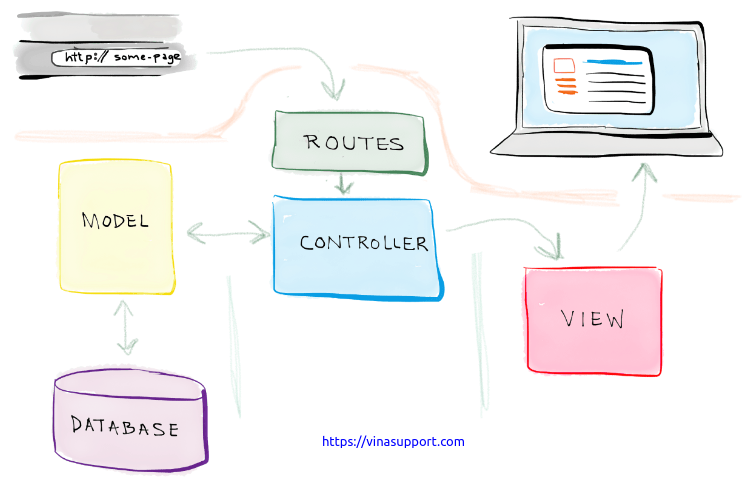 http:// some-page
ROUTES
MODEL
CONTROLLER
VIEW
DATABASE
https://vinasupport.com